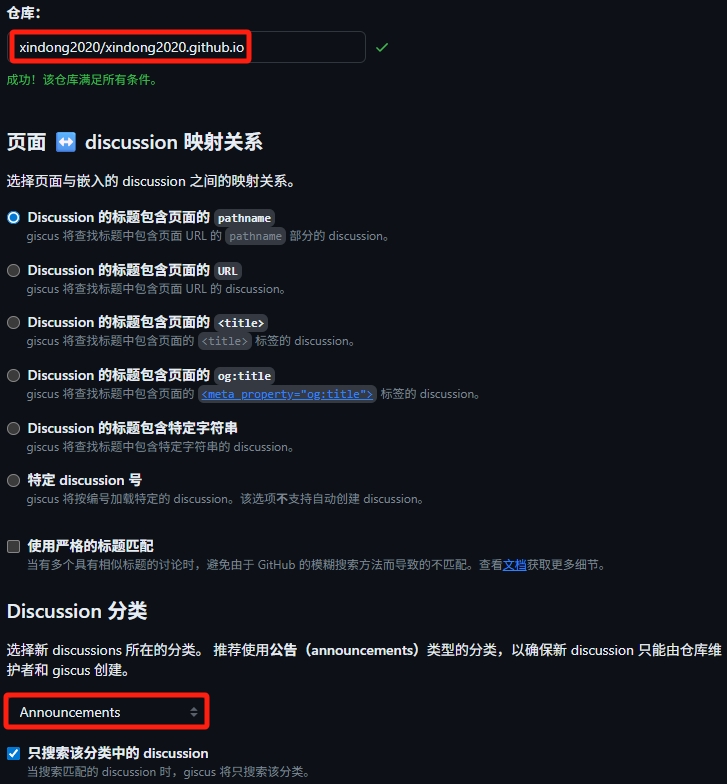 仓库:
xindong2020/xindong2020.github.io
成功！该仓库满足所有条件。
页面 ↔️ discussion 映射关系
选择页面与嵌入的 discussion 之间的映射关系。
Discussion 的标题包含页面的 pathname
giscus 将查找标题中包含页面 URL 的 pathname 部分的 discussion。
Discussion 的标题包含页面的 URL
giscus 将查找标题中包含页面 URL 的 discussion。
Discussion 的标题包含页面的 <title>
giscus 将查找标题中包含页面的 <title> 标签的 discussion。
Discussion 的标题包含页面的 og:title
giscus 将查找标题中包含页面的 <meta property="og:title"> 标签的 discussion。
Discussion 的标题包含特定字符串
giscus 将查找标题中包含特定字符串的 discussion。
特定 discussion 号
giscus 将按编号加载特定的 discussion。该选项不支持自动创建 discussion。
使用严格的标题匹配
当有多个具有相似标题的讨论时，避免由于 GitHub 的模糊搜索方法而导致的不匹配。查看文档获取更多细节。
Discussion 分类
选择新 discussions 所在的分类。 推荐使用公告（announcements）类型的分类，以确保新 discussion 只能由仓库维
护者和 giscus 创建。
Announcements
只搜索该分类中的 discussion
当搜索匹配的 discussion 时，giscus 将只搜索该分类。